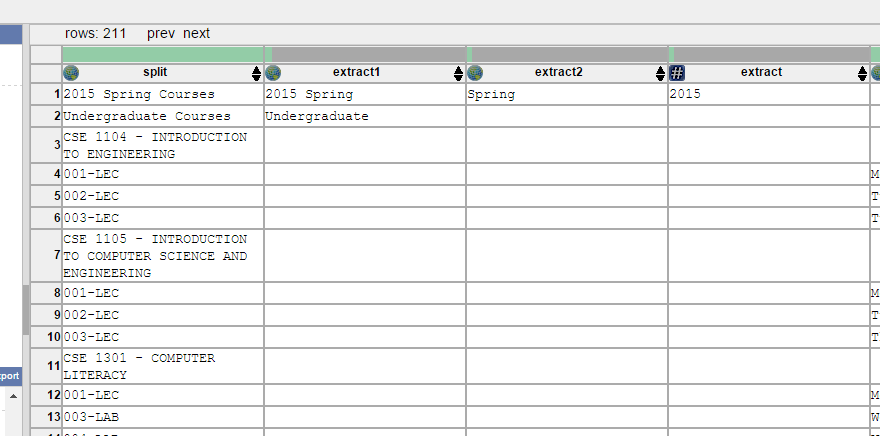 rows: 211 prev next
split extract1 extract2 # extract
1 2015 Spring Courses 2015 Spring Spring 2015
2 Undergraduate Courses Undergraduate
3 CSE 1104 - INTRODUCTION
TO ENGINEERING
4 001-LEC M
5 002-LEC T
6 003-LEC T
7 CSE 1105 - INTRODUCTION
TO COMPUTER SCIENCE AND
ENGINEERING
8 001-LEC M
9 002-LEC T
10 003-LEC T
11 CSE 1301 - COMPUTER
LITERACY
port
12 001-LEC M
13 003-LAB W